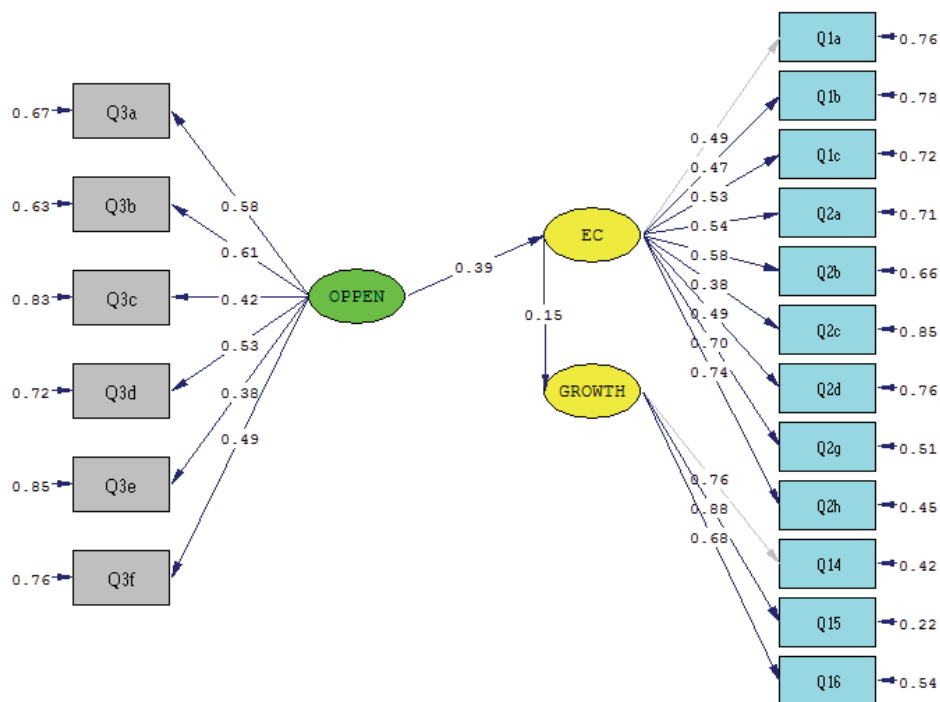 0.67
Q3a
0.63
Q3b
0.83
Q3c
0.72
Q3d
0.85
Q3e
0.76
Q3f
0.58
0.61
0.42
0.53
0.38
0.49
OPPEN
0.39
EC
0.15
GROWTH
0.49
0.47
0.53
0.54
0.58
0.38
0.49
0.70
0.74
0.76
0.88
0.68
Q1a
0.76
Q1b
0.78
Q1c
0.72
Q2a
0.71
Q2b
0.66
Q2c
0.85
Q2d
0.76
Q2g
0.51
Q2h
0.45
Q14
0.42
Q15
0.22
Q16
0.54